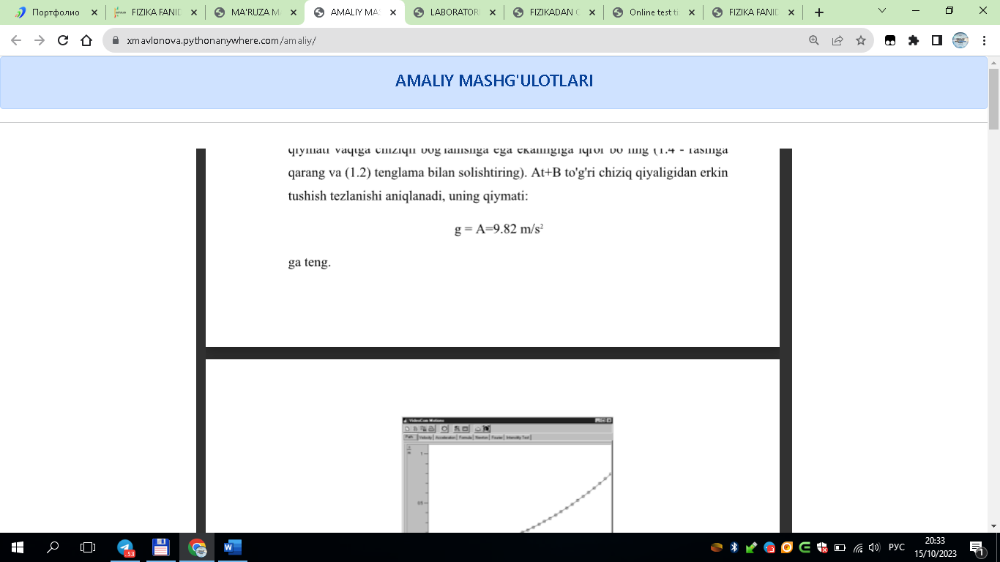 Портфолио
FIZIKA FANID
MA'RUZA M
AMALIY MA
LABORATOR
FIZIKADAN
Online test ti
FIZIKA FANID
xmavlonova.pythonanywhere.com/amaliy/
AMALIY MASHG'ULOTLARI
qiymati vaqtga chiziqli bog'lanishga ega ekanligiga iqror bo'ling (1.4 - rasmga
qarang va (1.2) tenglama bilan solishtiring). At+B to'g'ri chiziq qiyaligidan erkin
tushish tezlanishi aniqlanadi, uning qiymati:
g = A=9.82 m/s²
ga teng.
VideoCom Motions
Path Velocity Acceleration Formula Newton Fourier Intensity Test
1
0.5
53
РУС
20:33
15/10/2023
1